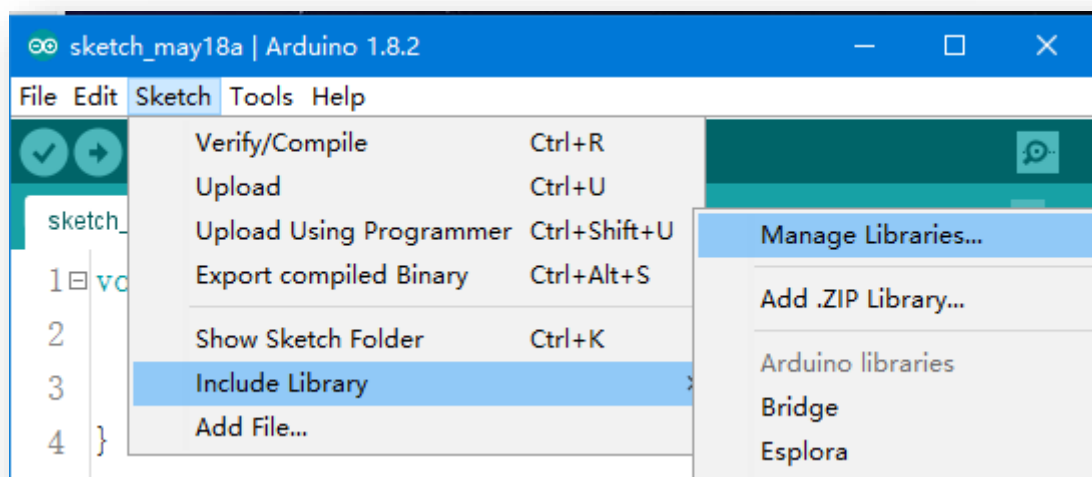 sketch_may18a | Arduino 1.8.2
File Edit Sketch Tools Help
Verify/Compile Ctrl+R
Upload Ctrl+U
Upload Using Programmer Ctrl+Shift+U
Export compiled Binary Ctrl+Alt+S
Show Sketch Folder Ctrl+K
Include Library
Add File...
Manage Libraries...
Add .ZIP Library...
Arduino libraries
Bridge
Esplora
sketch_
1 vo
2
3
4 }